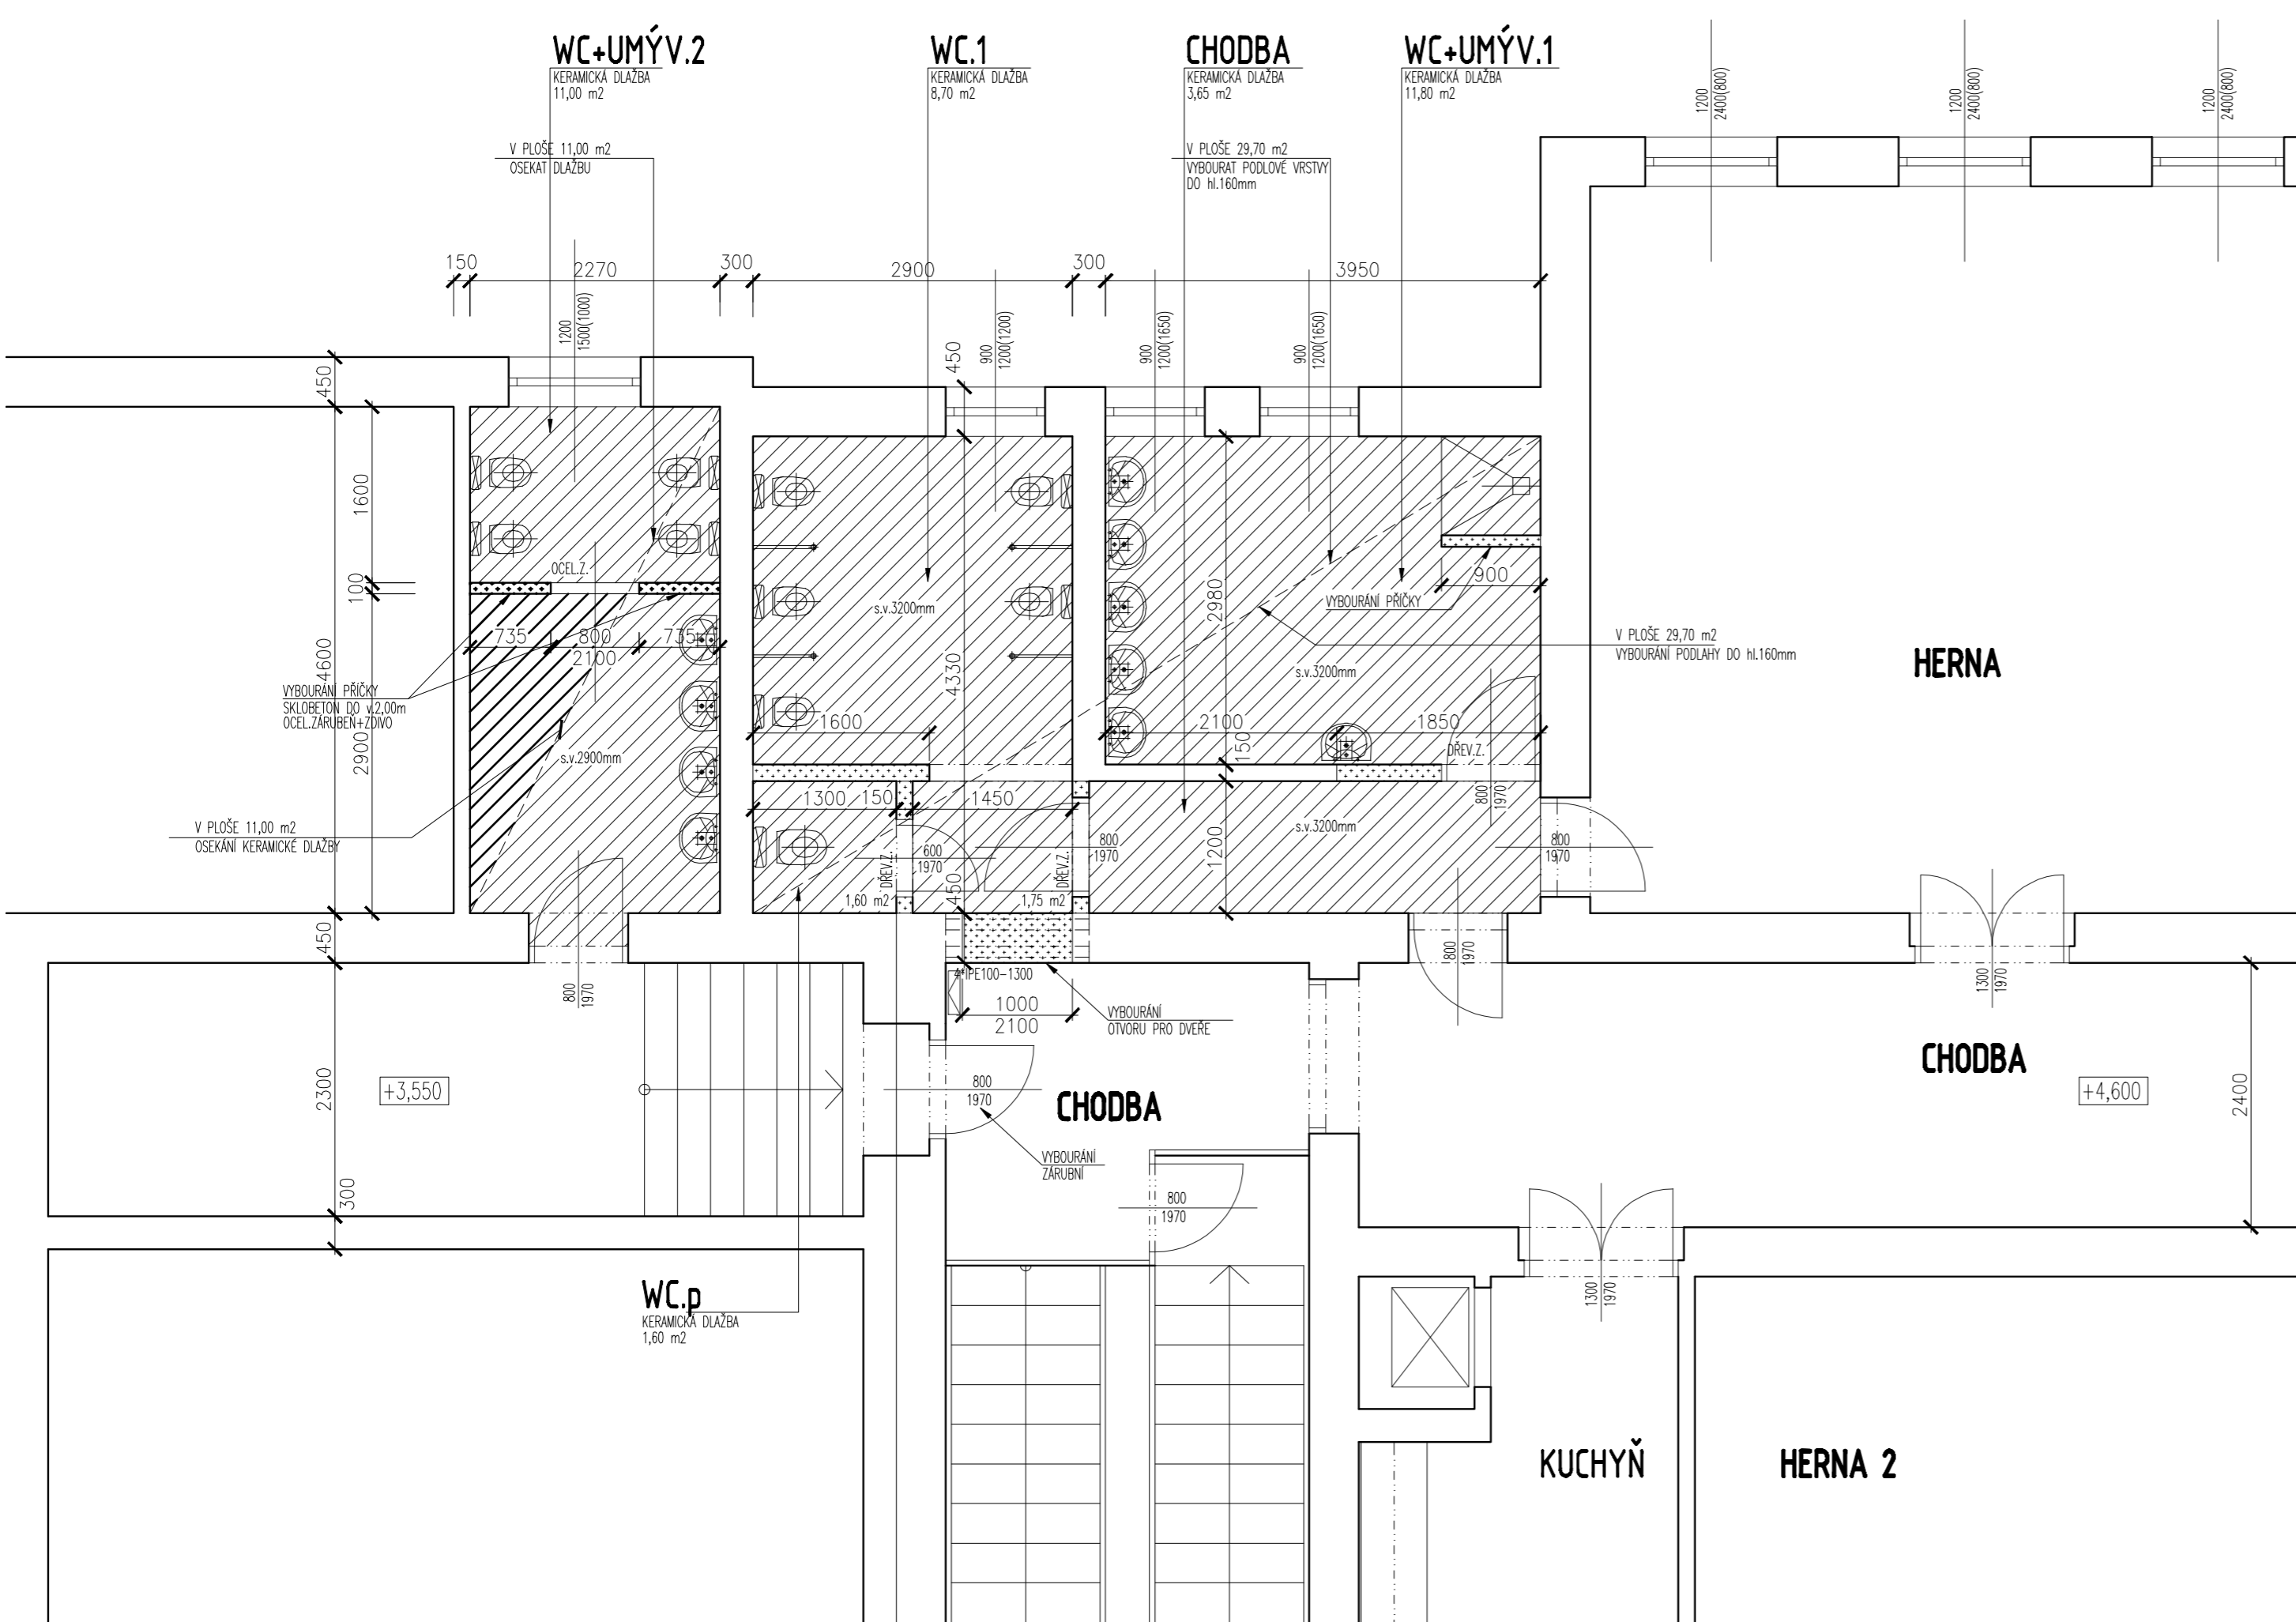 WC+UMÝV.2
KERAMICKÁ DLAŽBA
11,00 m2
WC.1
KERAMICKÁ DLAŽBA
8,70 m2
CHODBA
KERAMICKÁ DLAŽBA
3,65 m2
WC+UMÝV.1
KERAMICKÁ DLAŽBA
11,80 m2
1200
2400(800)
1200
2400(800)
1200
2400(800)
V PLOŠE 11,00 m2
OSEKAT DLAŽBU
V PLOŠE 29,70 m2
VYBOURAT PODLOVÉ VRSTVY
DO hl.160mm
150
2270
300
2900
300
3950
1200
1500(1000)
450
900
1200(1200)
900
1200(1650)
900
1200(1650)
450
1600
100
4600
2900
OCEL.Z.
735
800
735
2100
VYBOURÁNÍ PŘÍČKY
SKLOBETON DO v.2,00m
OCEL.ZÁRUBEŇ+ZDIVO
s.v.2900mm
V PLOŠE 11,00 m2
OSEKÁNÍ KERAMICKÉ DLAŽBY
s.v.3200mm
4330
1600
2980
900
VYBOURÁNÍ PŘÍČKY
s.v.3200mm
V PLOŠE 29,70 m2
VYBOURÁNÍ PODLAHY DO hl.160mm
HERNA
2100
150
1850
DŘEV.Z.
800
1970
1300
150
1450
600
1970
DŘEV.Z.
1,60 m2
450
800
1970
DŘEV.Z.
1,75 m2
1200
s.v.3200mm
800
1970
450
800
1970
4*IPE100-1300
1000
2100
VYBOURÁNÍ
OTVORU PRO DVEŘE
800
1970
1300
1970
2300
+3,550
800
1970
CHODBA
VYBOURÁNÍ
ZÁRUBNÍ
CHODBA
+4,600
2400
300
800
1970
WC.p
KERAMICKÁ DLAŽBA
1,60 m2
1300
1970
KUCHYŇ
HERNA 2